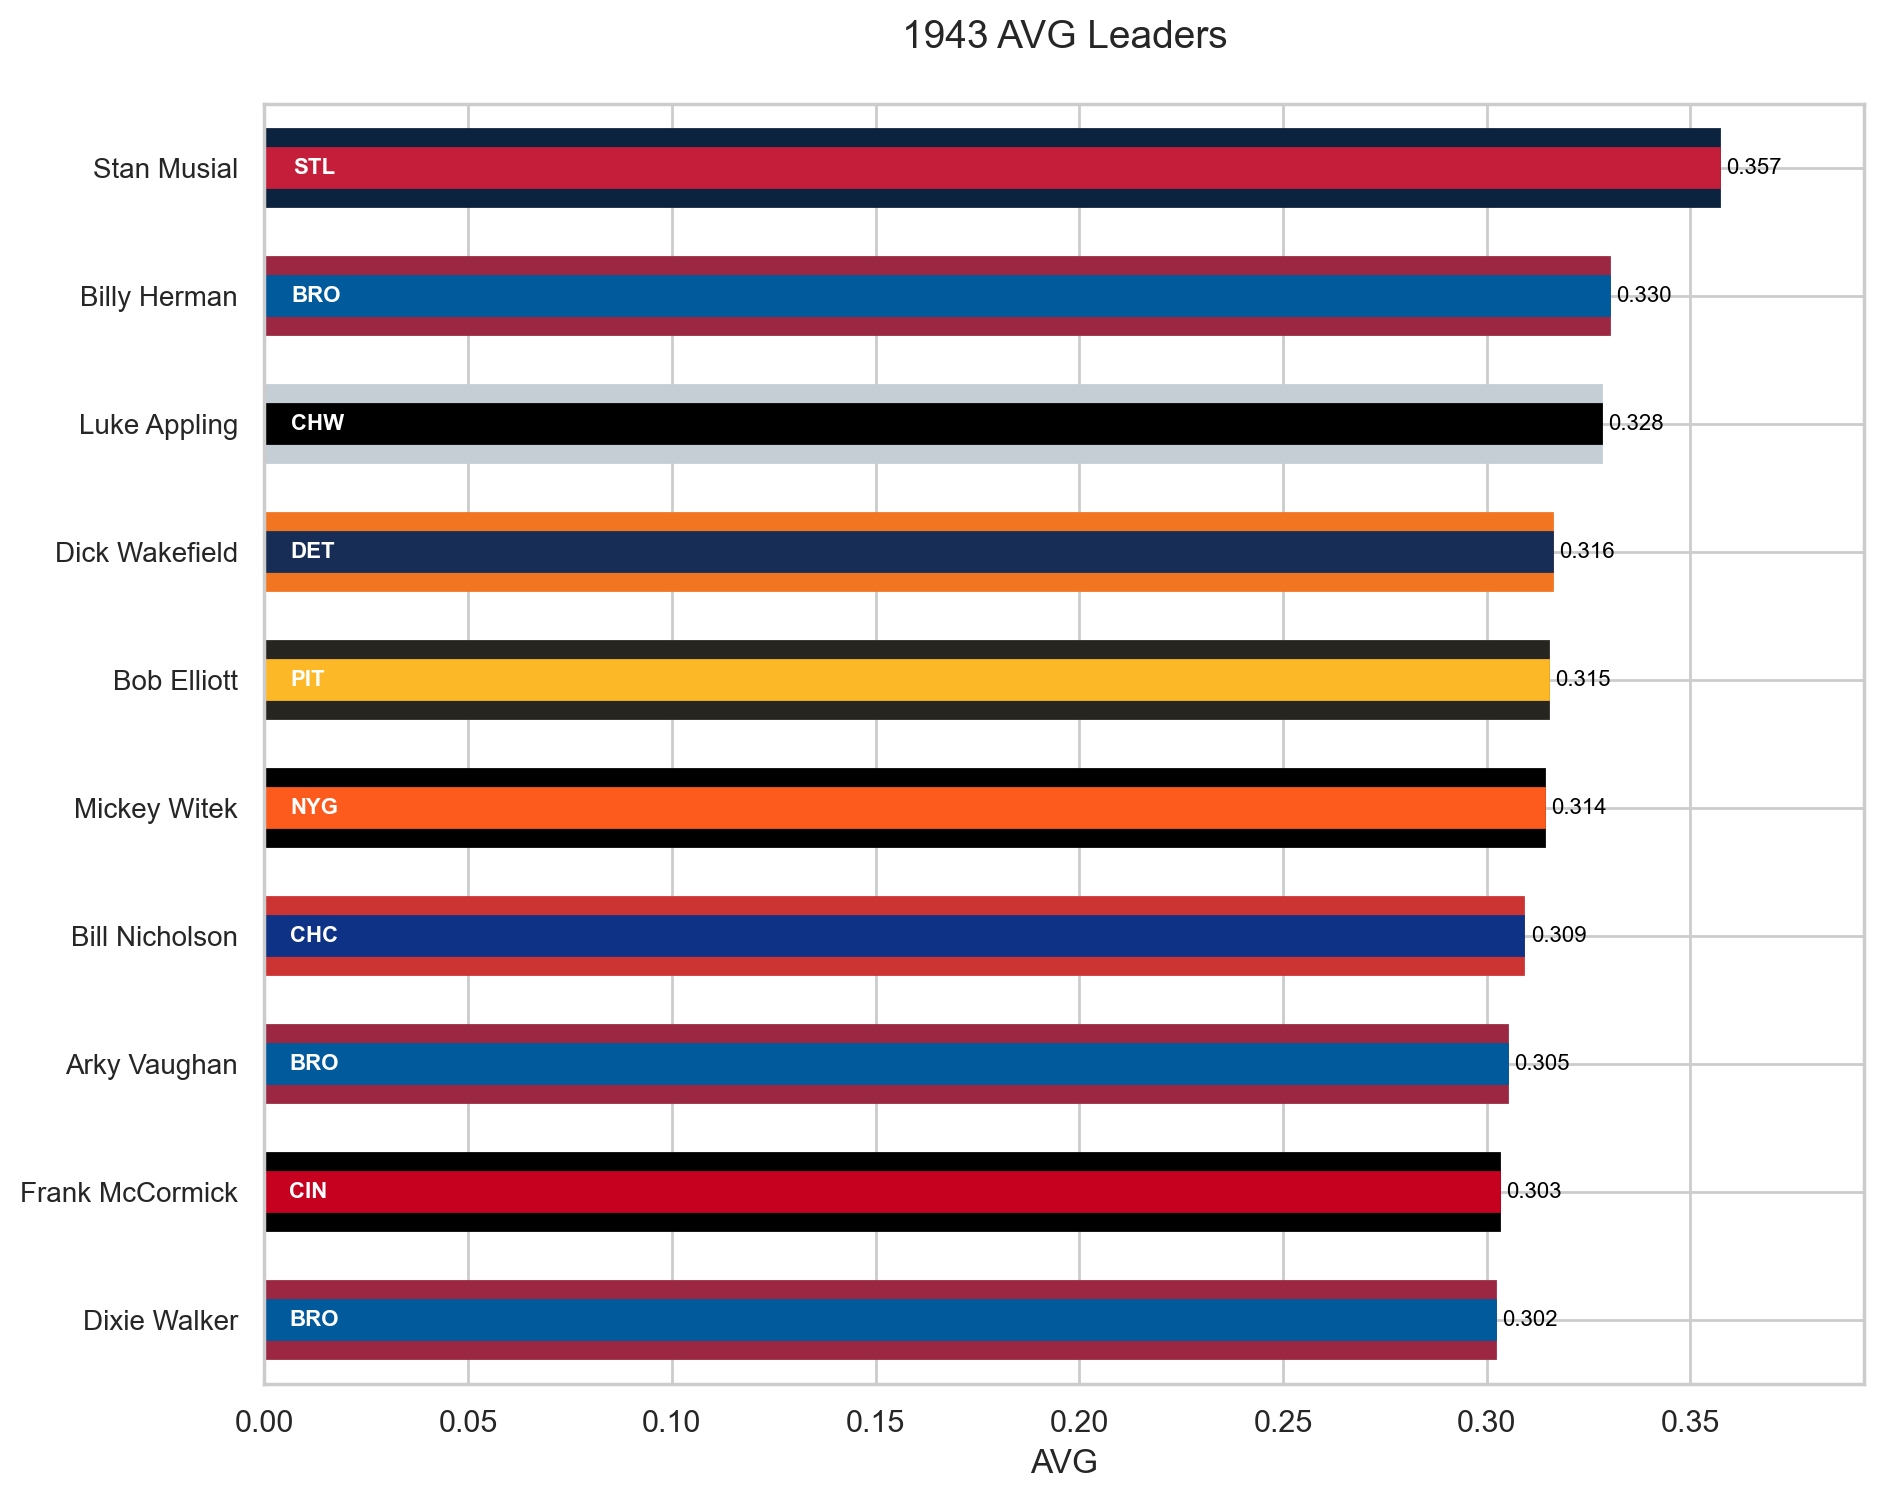 1943 AVG Leaders
Stan Musial STL 0.357
Billy Herman BRO 0.330
Luke Appling CHW 0.328
Dick Wakefield DET 0.316
Bob Elliott PIT 0.315
Mickey Witek NYG 0.314
Bill Nicholson CHC 0.309
Arky Vaughan BRO 0.305
Frank McCormick CIN 0.303
Dixie Walker BRO 0.302
0.00 0.05 0.10 0.15 0.20 0.25 0.30 0.35
AVG